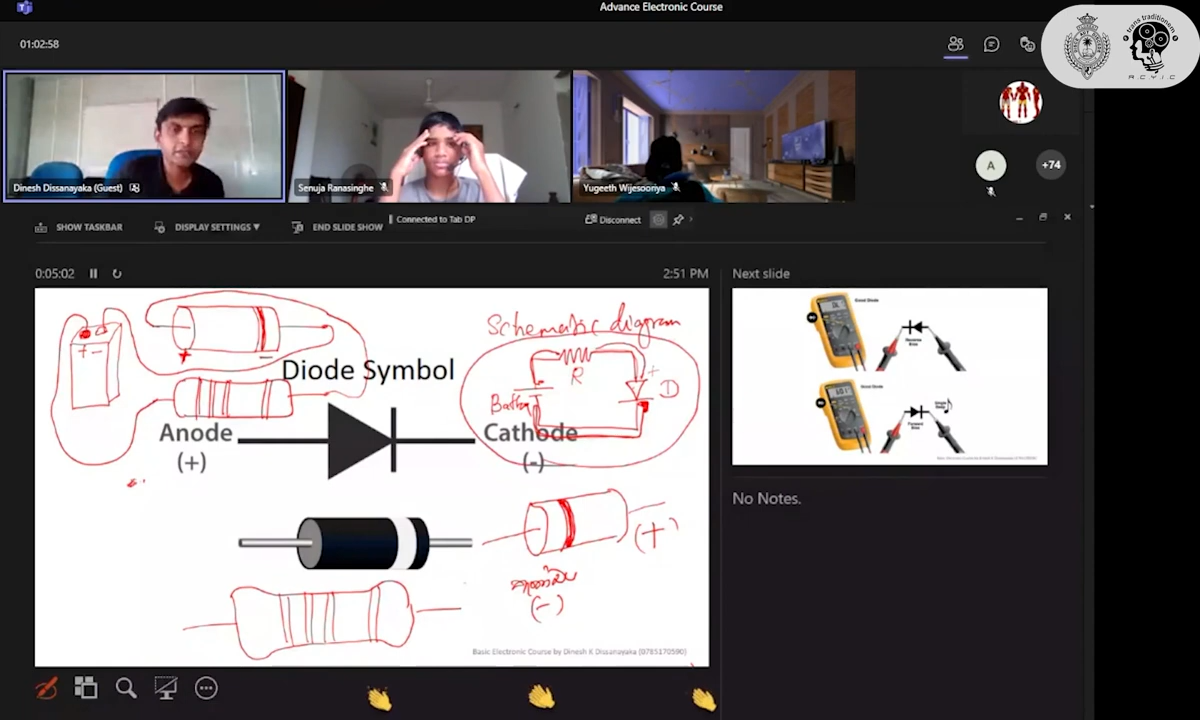 Advance Electronic Course
01:02:58
A.C.Y.I.C
Dinesh Dissanayaka (Guest)
Senuja Ranasinghe
Yugeeth Wijesooriya
A
+74
SHOW TASKBAR
DISPLAY SETTINGS
END SLIDE SHOW
Connected to Tab DP
Disconnect
0:05:02
2:51 PM
Next slide
Schematic diagram
+ −
+
−
Diode Symbol
R
+
D
Anode
(+)
Cathode
(-)
(+)
(-)
Basic Electronic Course by Dinesh K Dissanayaka (0785170590)
Good Diode
Good Diode
No Notes.